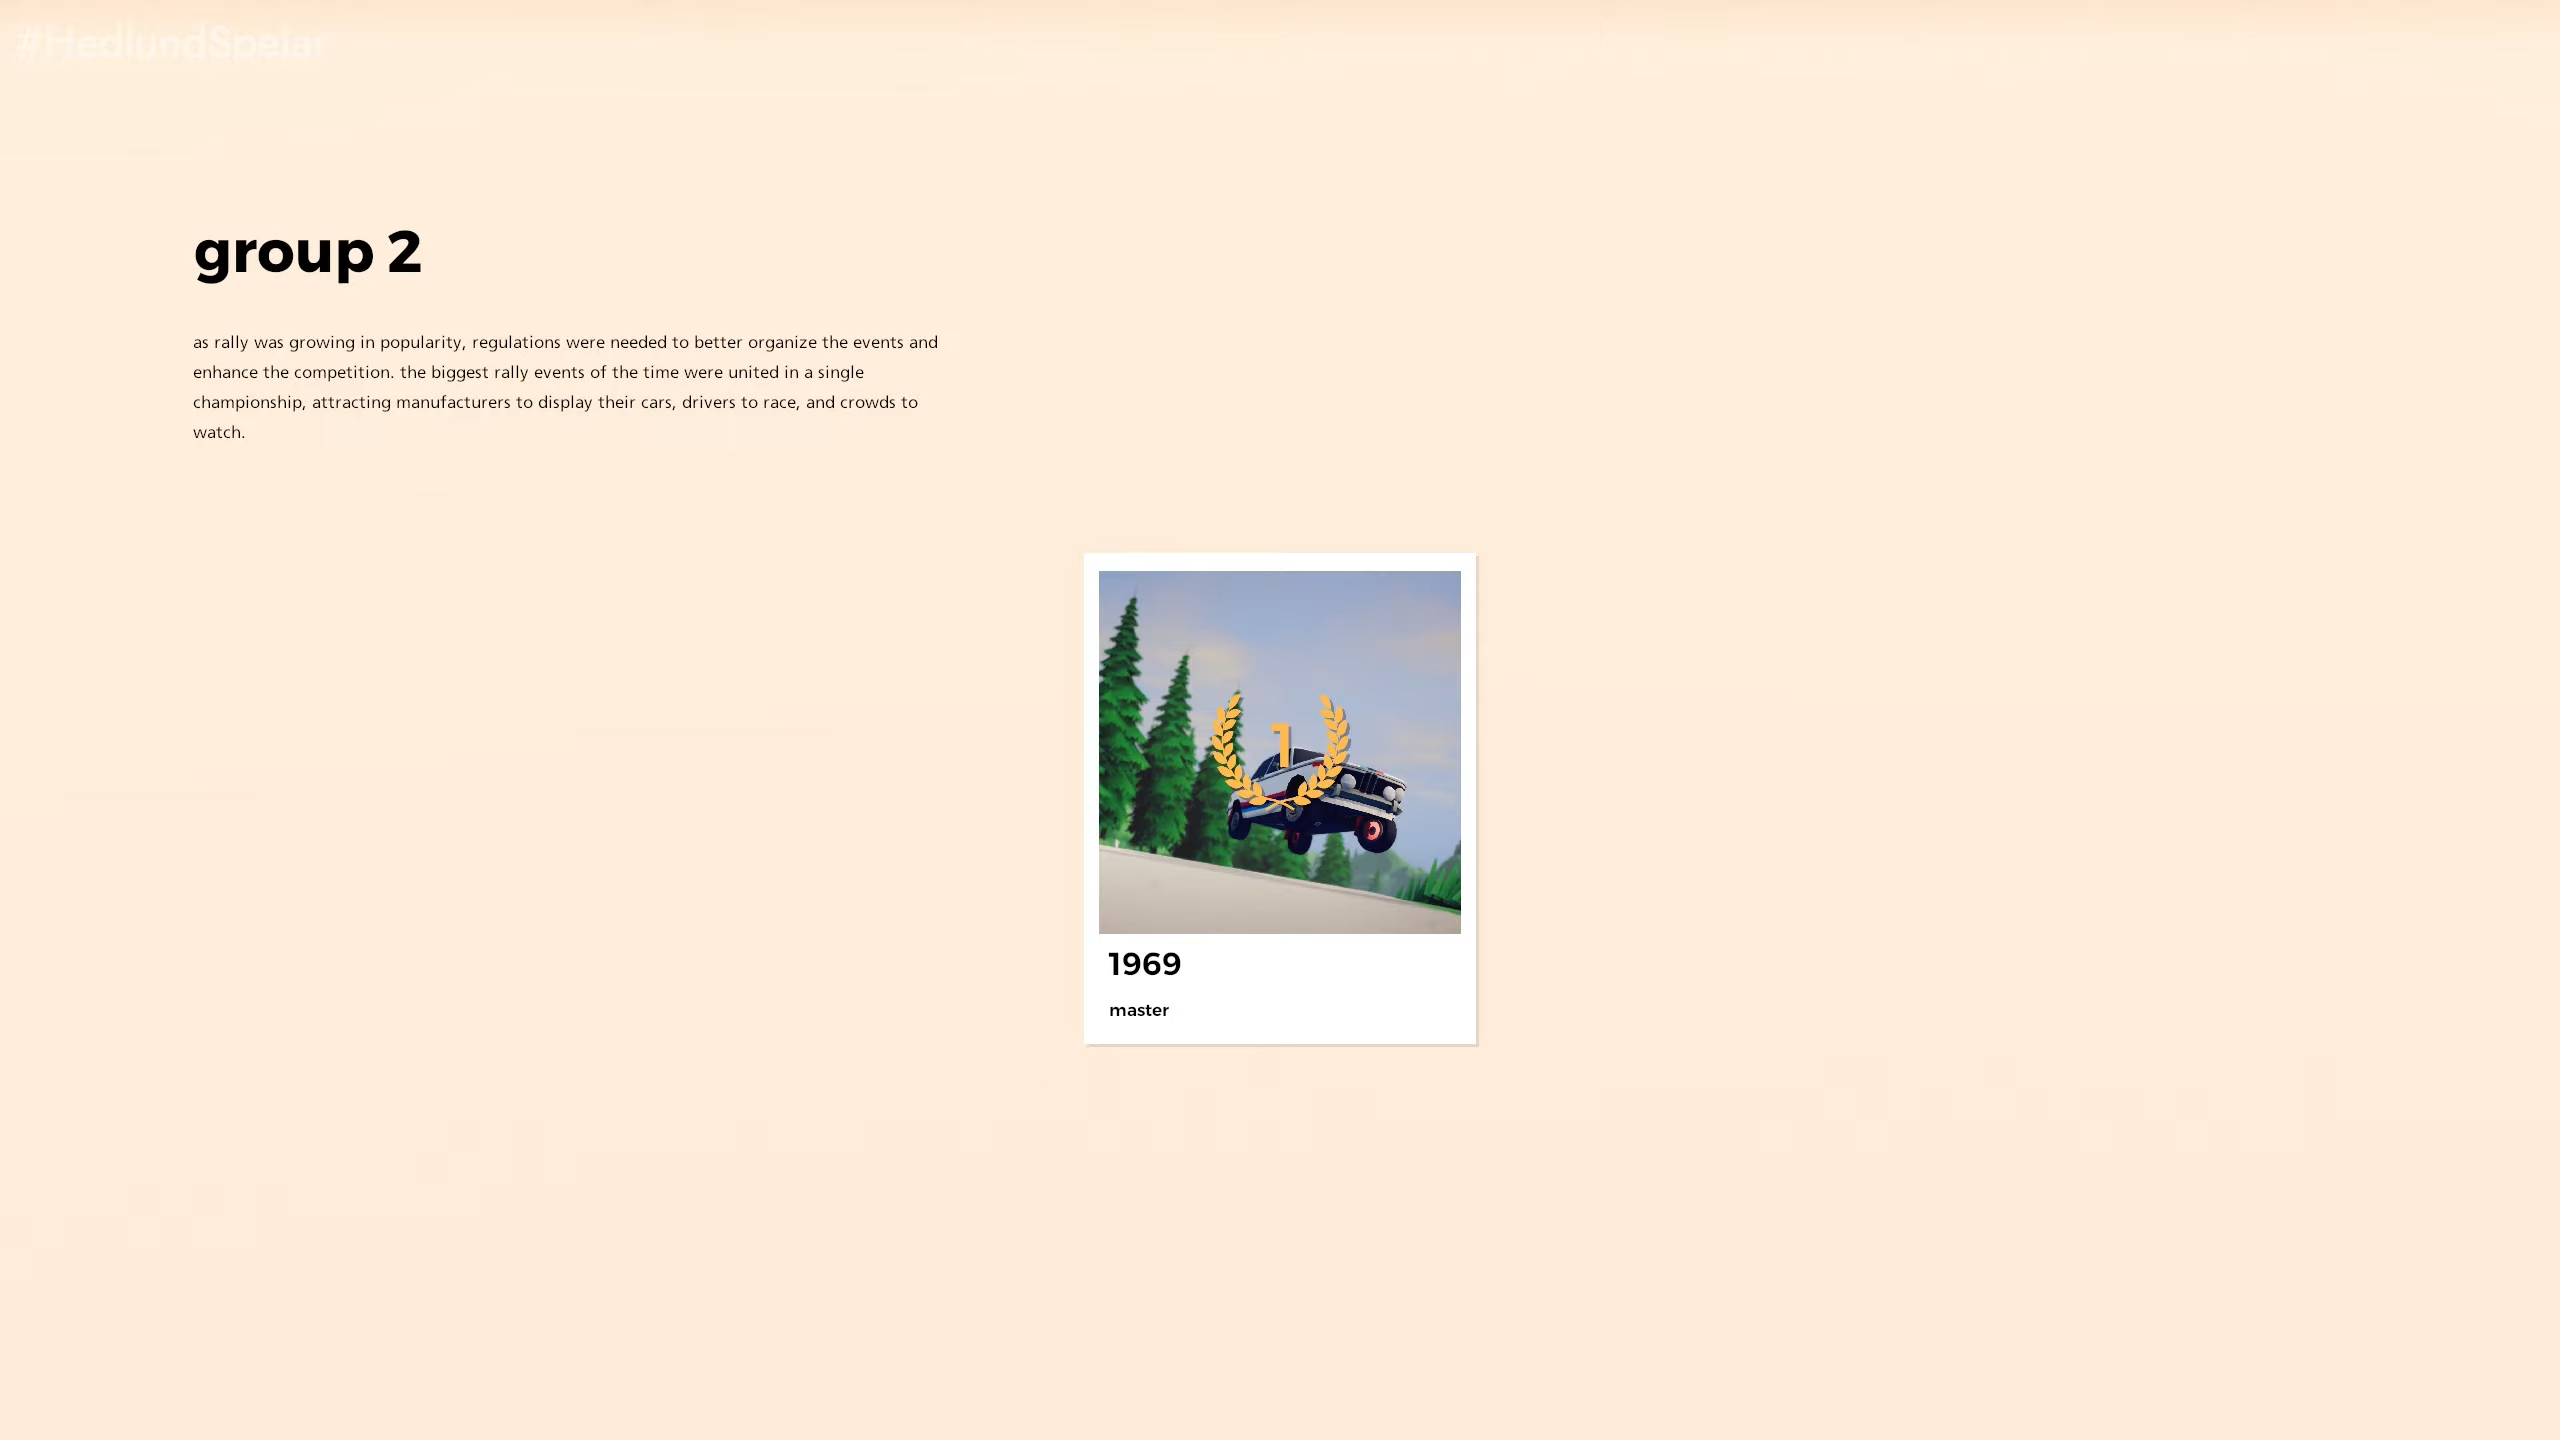 #HedlundSpelar
group 2
as rally was growing in popularity, regulations were needed to better organize the events and
enhance the competition. the biggest rally events of the time were united in a single
championship, attracting manufacturers to display their cars, drivers to race, and crowds to
watch.
1
1969
master